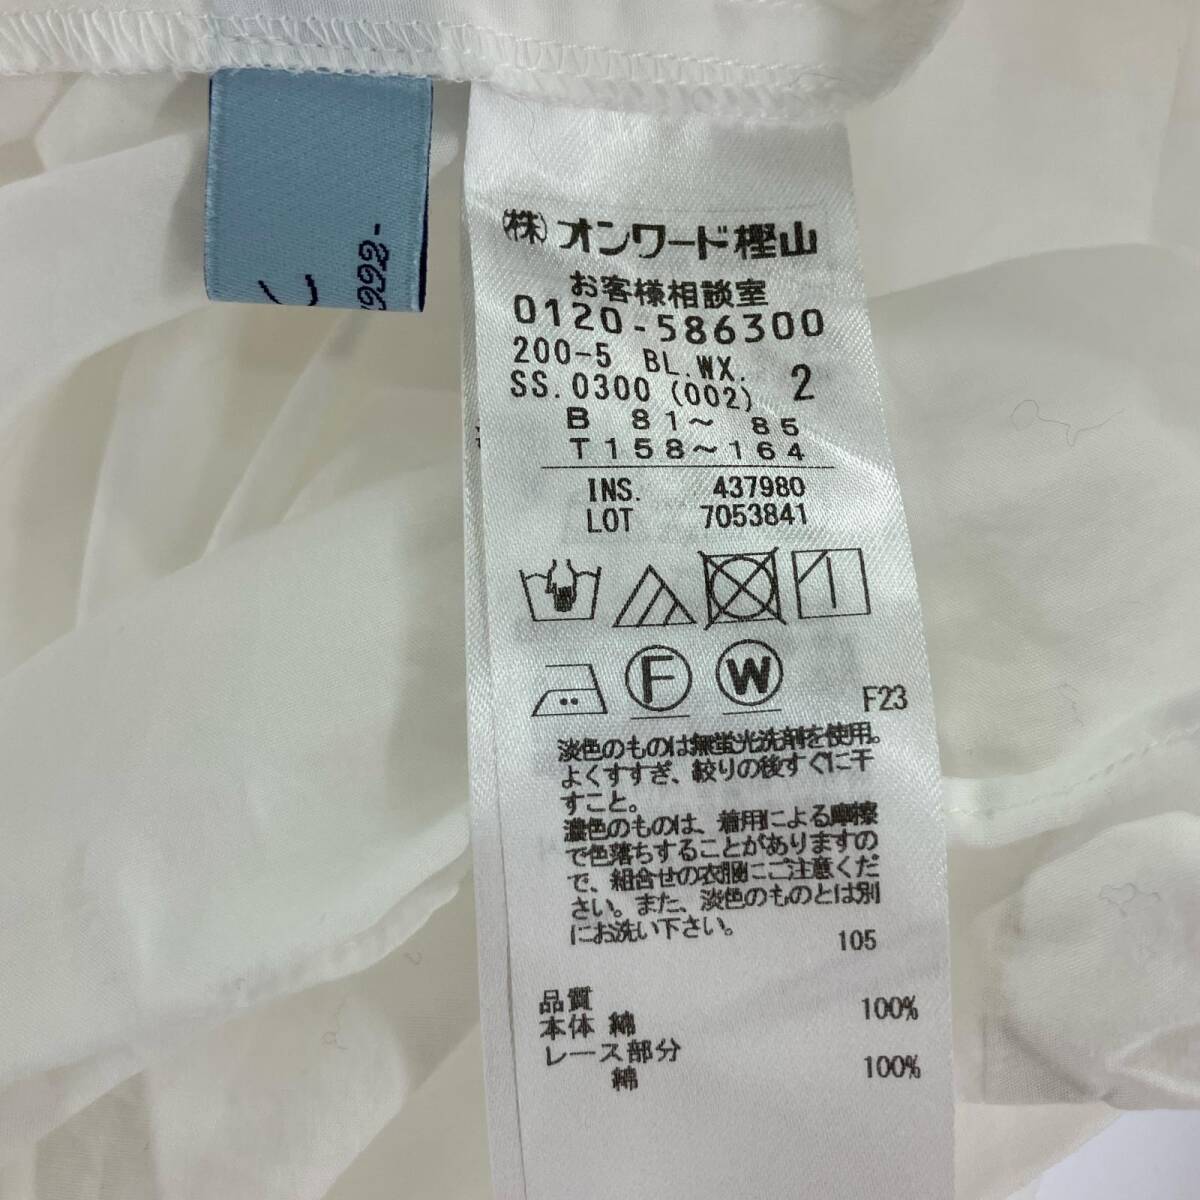 1992-
(株)オンワード樫山
お客様相談室
0120-586300
200-5 BL.WX. 2
SS.0300 (002)
B 81〜 85
T158〜164
INS. 437980
LOT 7053841
F W F23
淡色のものは無蛍光洗剤を使用。
よくすすぎ、絞りの後すぐに干
すこと。
濃色のものは、着用による摩擦
で色落ちすることがありますの
で、組合せの衣服にご注意くだ
さい。また、淡色のものとは別
にお洗い下さい。
105
品質
本体 綿 100%
レース部分
綿 100%